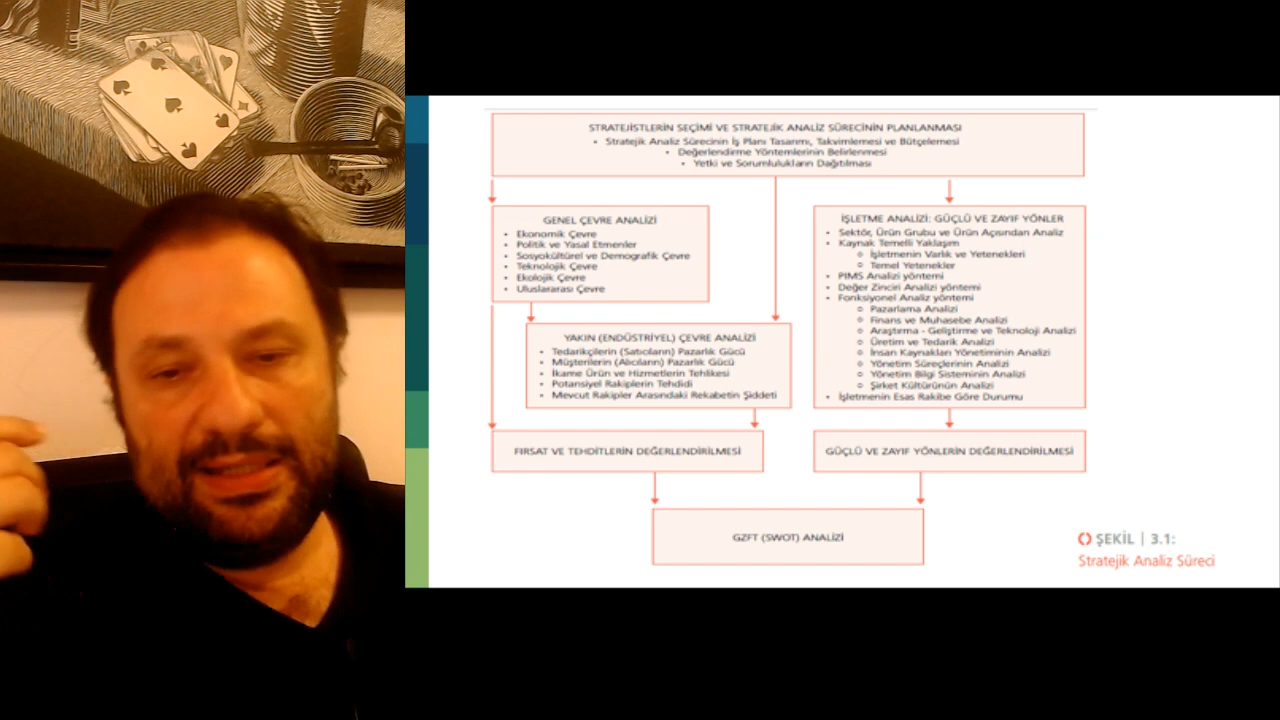 STRATEJİSTLERİN SEÇİMİ VE STRATEJİK ANALİZ SÜRECİNİN PLANLANMASI
• Stratejik Analiz Sürecinin İş Planı Tasarımı, Takvimlemesi ve Bütçelemesi
• Değerlendirme Yöntemlerinin Belirlenmesi
• Yetki ve Sorumlulukların Dağıtılması
GENEL ÇEVRE ANALİZİ
• Ekonomik Çevre
• Politik ve Yasal Etmenler
• Sosyokültürel ve Demografik Çevre
• Teknolojik Çevre
• Ekolojik Çevre
• Uluslararası Çevre
YAKIN (ENDÜSTRİYEL) ÇEVRE ANALİZİ
• Tedarikçilerin (Satıcıların) Pazarlık Gücü
• Müşterilerin (Alıcıların) Pazarlık Gücü
• İkame Ürün ve Hizmetlerin Tehlikesi
• Potansiyel Rakiplerin Tehdidi
• Mevcut Rakipler Arasındaki Rekabetin Şiddeti
İŞLETME ANALİZİ: GÜÇLÜ VE ZAYIF YÖNLER
• Sektör, Ürün Grubu ve Ürün Açısından Analiz
• Kaynak Temelli Yaklaşım
o İşletmenin Varlık ve Yetenekleri
o Temel Yetenekler
• PIMS Analizi yöntemi
• Değer Zinciri Analizi yöntemi
• Fonksiyonel Analiz yöntemi
o Pazarlama Analizi
o Finans ve Muhasebe Analizi
o Araştırma - Geliştirme ve Teknoloji Analizi
o Üretim ve Tedarik Analizi
o İnsan Kaynakları Yönetiminin Analizi
o Yönetim Süreçlerinin Analizi
o Yönetim Bilgi Sisteminin Analizi
o Şirket Kültürünün Analizi
• İşletmenin Esas Rakibe Göre Durumu
FIRSAT VE TEHDİTLERİN DEĞERLENDİRİLMESİ
GÜÇLÜ VE ZAYIF YÖNLERİN DEĞERLENDİRİLMESİ
GZFT (SWOT) ANALİZİ
ŞEKİL | 3.1:
Stratejik Analiz Süreci